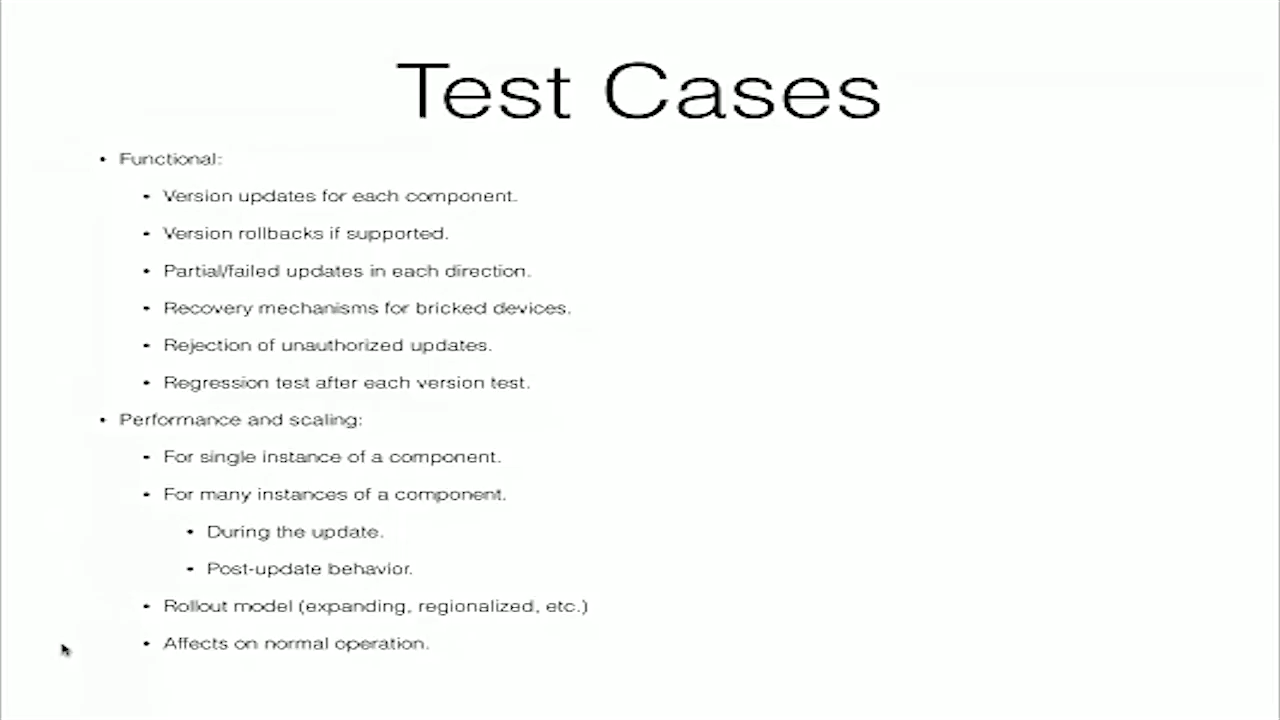 Test Cases
• Functional:
• Version updates for each component.
• Version rollbacks if supported.
• Partial/failed updates in each direction.
• Recovery mechanisms for bricked devices.
• Rejection of unauthorized updates.
• Regression test after each version test.
• Performance and scaling:
• For single instance of a component.
• For many instances of a component.
• During the update.
• Post-update behavior.
• Rollout model (expanding, regionalized, etc.)
• Affects on normal operation.